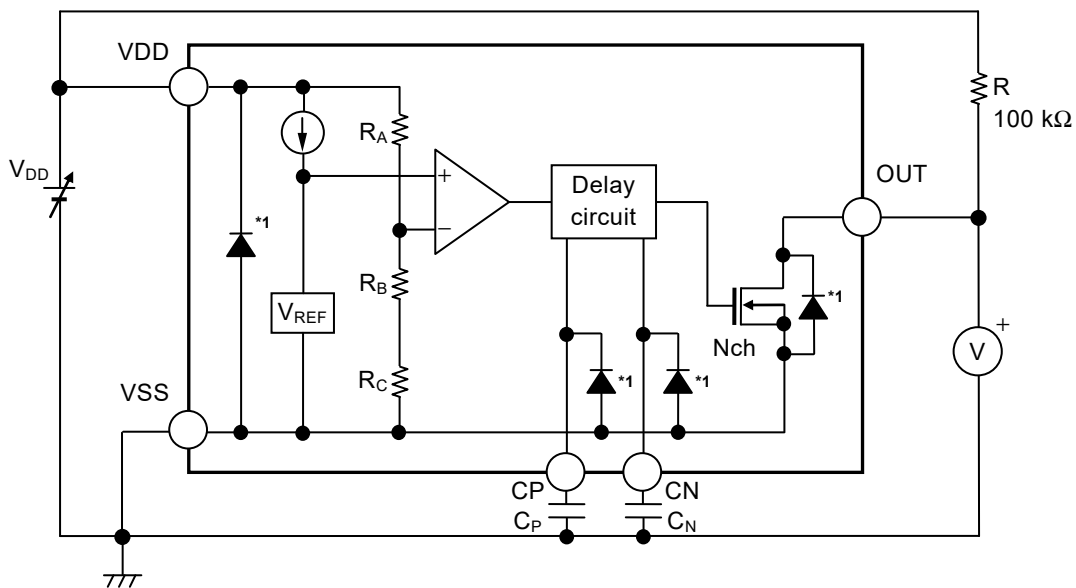 VDD
R
100 kΩ
*1
RA
+
−
Delay
circuit
OUT
VDD
VREF
RB
RC
*1
*1
Nch
*1
+
V
VSS
CP
CN
CP
CN